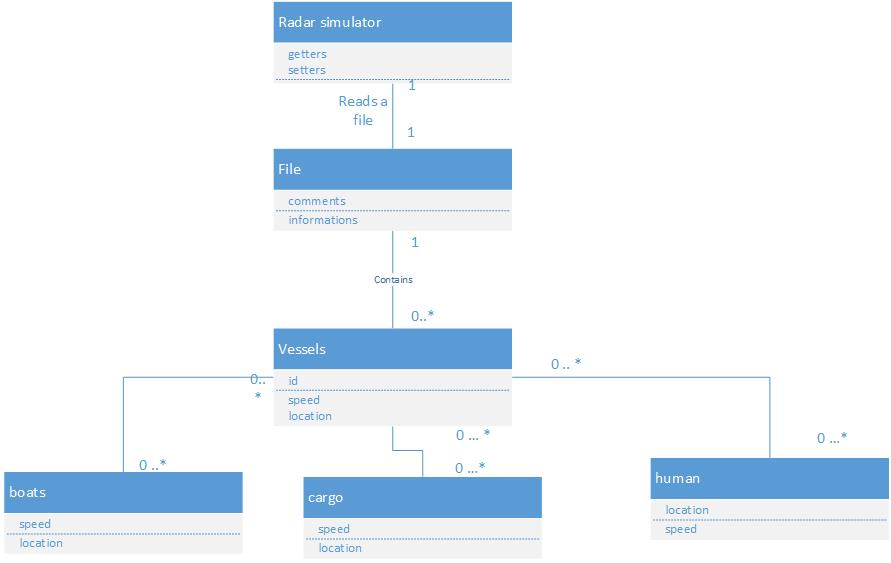 Radar simulator
getters
setters
1
Reads a
file
1
File
comments
informations
1
Contains
0..*
Vessels
id
speed
location
0..
*
0 .. *
0 ... *
0 ...*
0 ..*
0 ...*
boats
speed
location
cargo
speed
location
human
location
speed